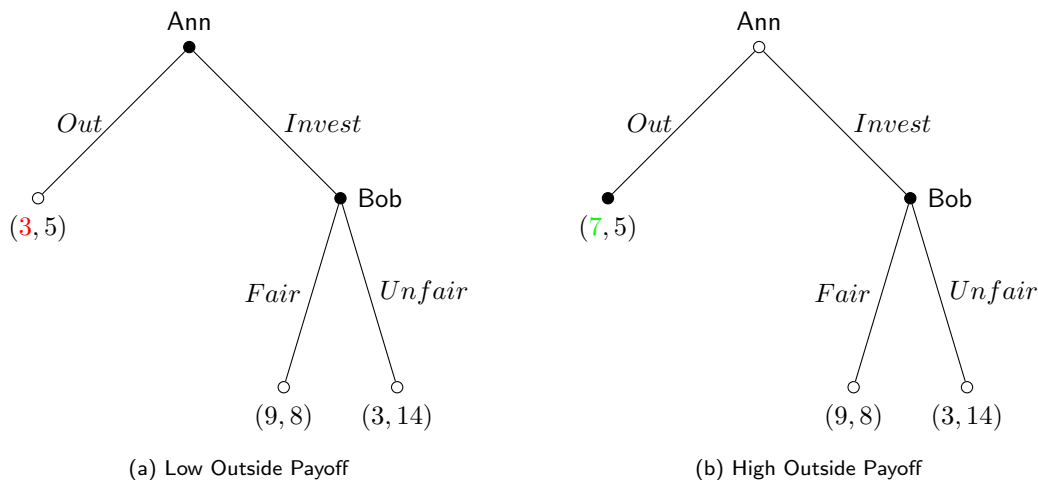 Ann
Out
Invest
(3, 5)
Bob
Fair
Unfair
(9, 8)
(3, 14)
(a) Low Outside Payoff
Ann
Out
Invest
(7, 5)
Bob
Fair
Unfair
(9, 8)
(3, 14)
(b) High Outside Payoff